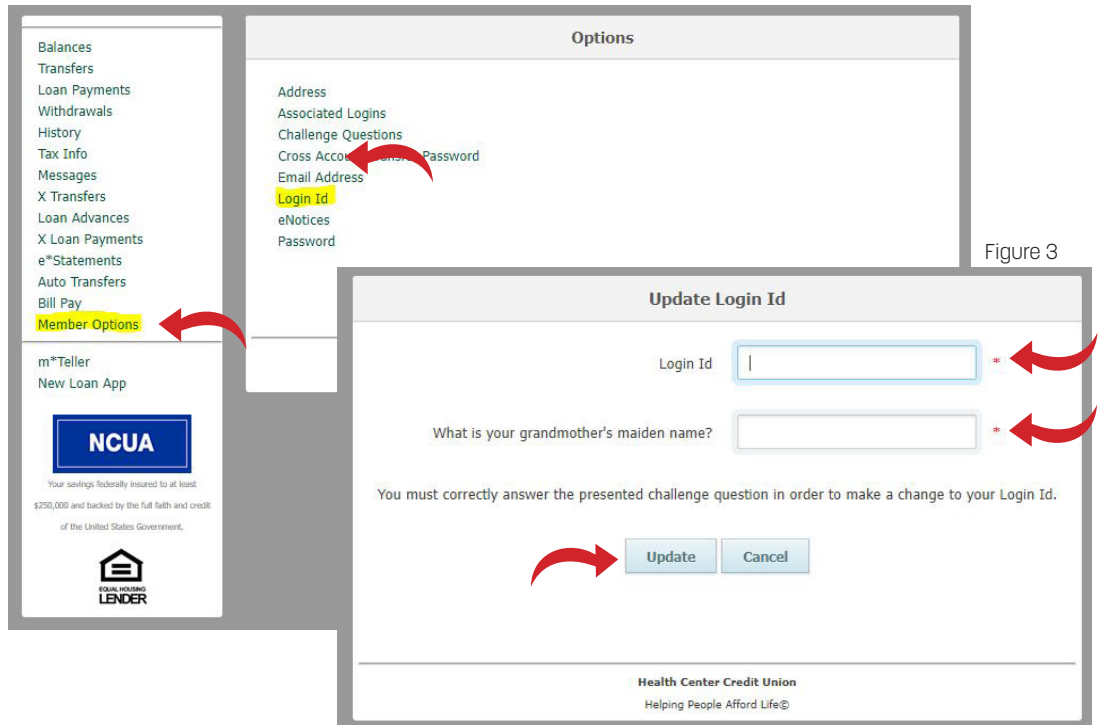 Balances
Transfers
Loan Payments
Withdrawals
History
Tax Info
Messages
X Transfers
Loan Advances
X Loan Payments
e*Statements
Auto Transfers
Bill Pay
Member Options
m*Teller
New Loan App
NCUA
Your savings federally insured to at least
$250,000 and backed by the full faith and credit
of the United States Government.
EQUAL HOUSING
LENDER
Options
Address
Associated Logins
Challenge Questions
Cross Account Transfer Password
Email Address
Login Id
eNotices
Password
Figure 3
Update Login Id
Login Id
*
What is your grandmother's maiden name?
*
You must correctly answer the presented challenge question in order to make a change to your Login Id.
Update Cancel
Health Center Credit Union
Helping People Afford Life©